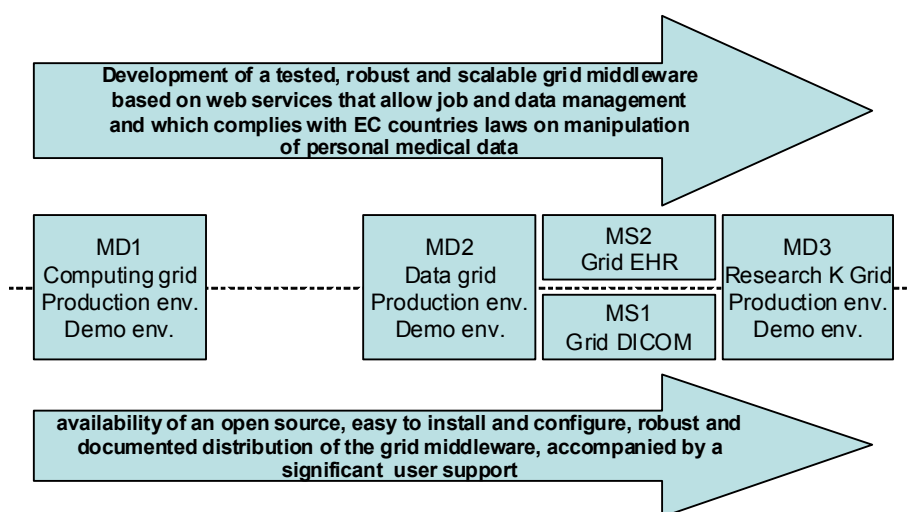 Development of a tested, robust and scalable grid middleware
based on web services that allow job and data management
and which complies with EC countries laws on manipulation
of personal medical data
MD1
Computing grid
Production env.
Demo env.
MD2
Data grid
Production env.
Demo env.
MS2
Grid EHR
MS1
Grid DICOM
MD3
Research K Grid
Production env.
Demo env.
availability of an open source, easy to install and configure, robust and
documented distribution of the grid middleware, accompanied by a
significant user support